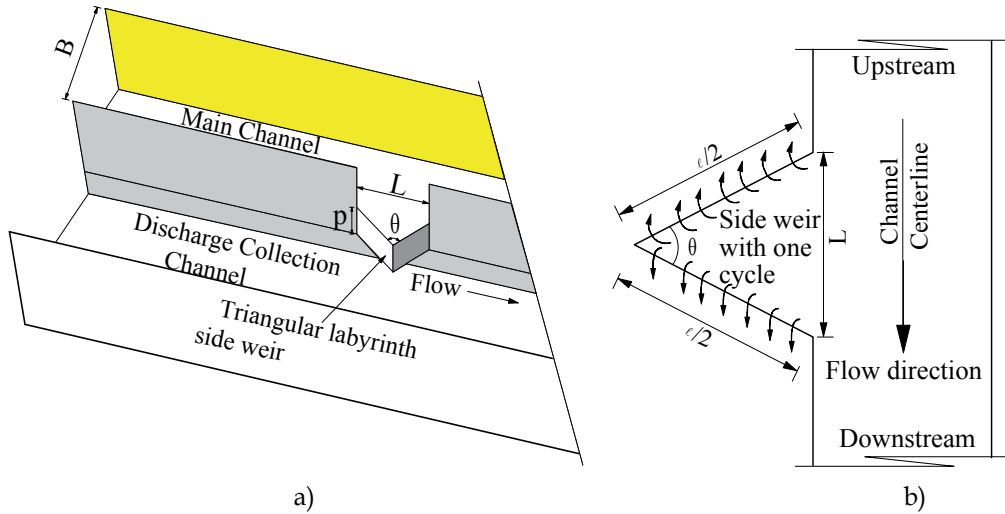 B
Main Channel
L
p
θ
Discharge Collection
Channel
Flow
Triangular labyrinth
side weir
a)
Upstream
ℓ/2
Side weir
with one
cycle
θ
L
Channel
Centerline
ℓ/2
Flow direction
Downstream
b)